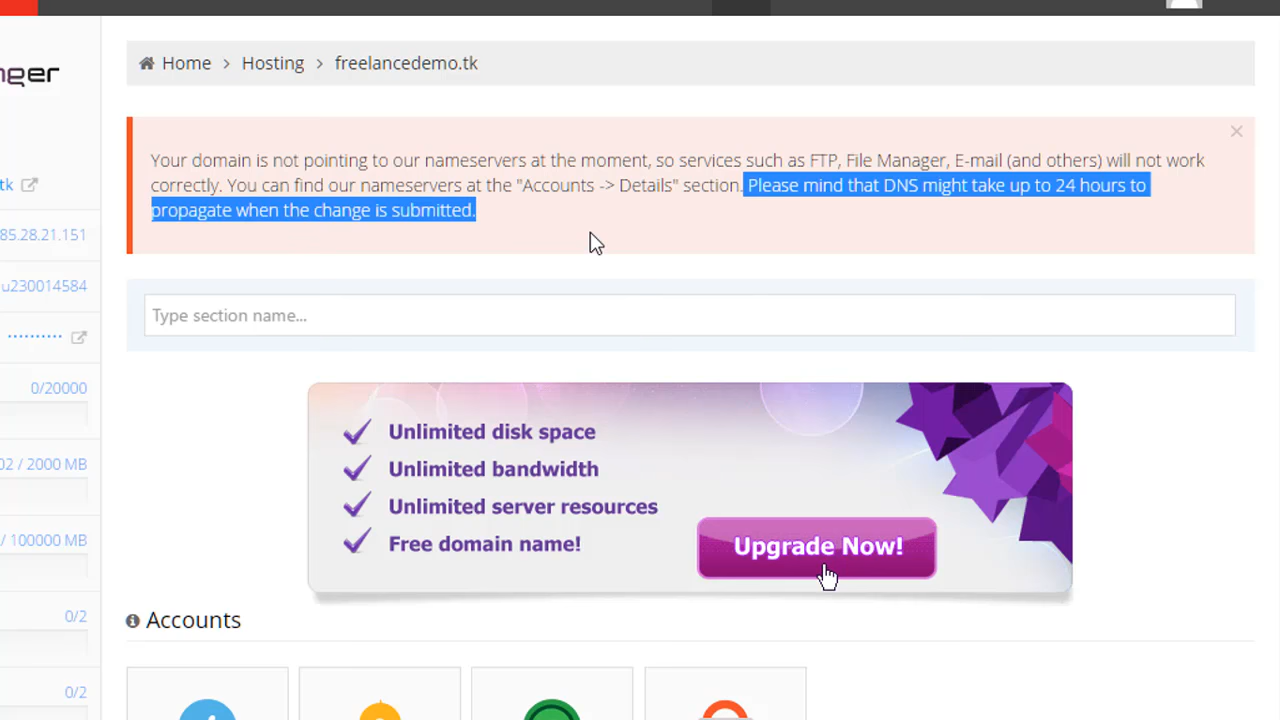 nger
Home > Hosting > freelancedemo.tk
Your domain is not pointing to our nameservers at the moment, so services such as FTP, File Manager, E-mail (and others) will not work
correctly. You can find our nameservers at the "Accounts -> Details" section. Please mind that DNS might take up to 24 hours to
propagate when the change is submitted.
tk
85.28.21.151
u230014584
0/20000
02 / 2000 MB
/ 100000 MB
0/2
0/2
Type section name...
Unlimited disk space
Unlimited bandwidth
Unlimited server resources
Free domain name!
Upgrade Now!
Accounts